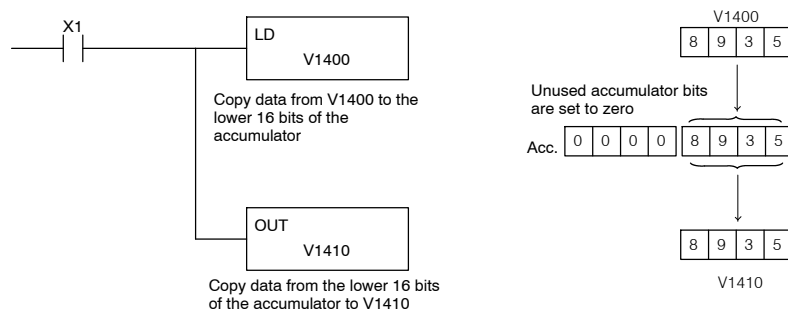 X1
LD
V1400
Copy data from V1400 to the
lower 16 bits of the
accumulator
OUT
V1410
Copy data from the lower 16 bits
of the accumulator to V1410
V1400
8 9 3 5
Unused accumulator bits
are set to zero
Acc. 0 0 0 0 8 9 3 5
8 9 3 5
V1410